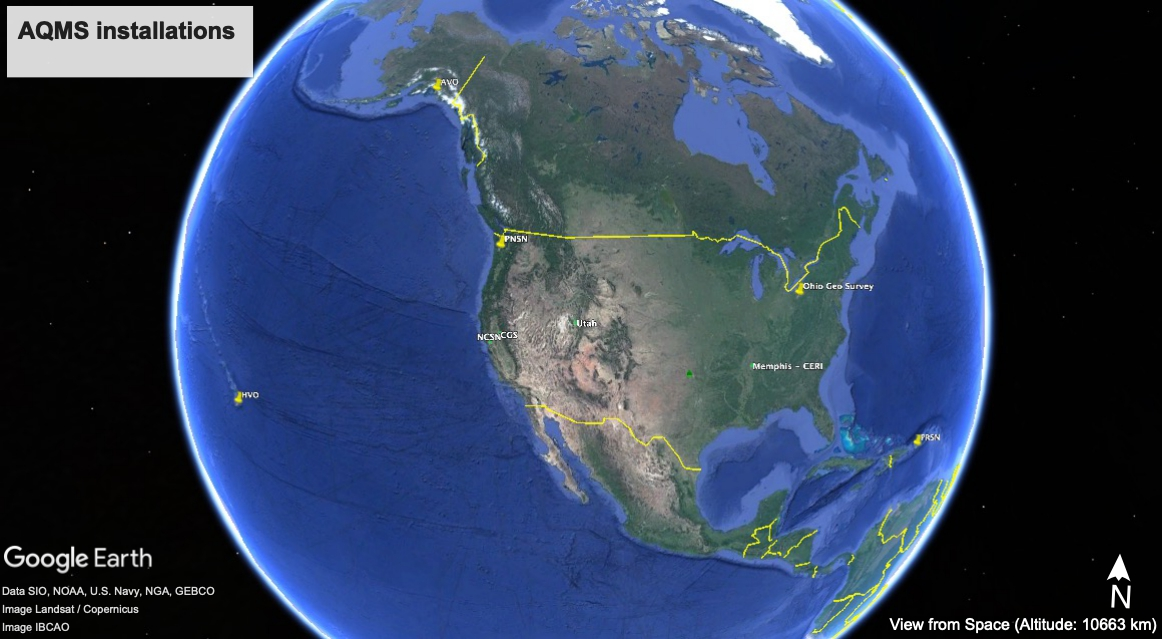 AQMS installations
AVO
PNSN
Ohio Geo Survey
Utah
NCSN
CGS
Memphis - CERI
HVO
PRSN
Google Earth
Data SIO, NOAA, U.S. Navy, NGA, GEBCO
Image Landsat / Copernicus
Image IBCAO
N
View from Space (Altitude: 10663 km)